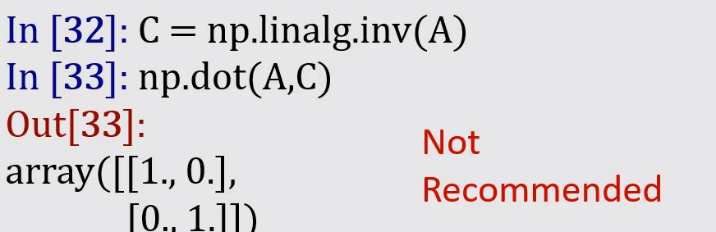 In [32]: C = np.linalg.inv(A)
In [33]: np.dot(A,C)
Out[33]:
array([[1., 0.],
[0., 1.]])
Not
Recommended